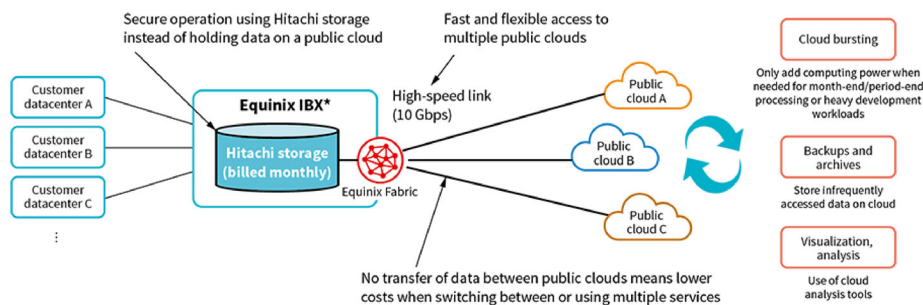 Secure operation using Hitachi storage
instead of holding data on a public cloud
Fast and flexible access to
multiple public clouds
Customer
datacenter A
Customer
datacenter B
Customer
datacenter C
⋮
Equinix IBX*
Hitachi storage
(billed monthly)
Equinix Fabric
High-speed link
(10 Gbps)
Public
cloud A
Public
cloud B
Public
cloud C
No transfer of data between public clouds means lower
costs when switching between or using multiple services
Cloud bursting
Only add computing power when
needed for month-end/period-end
processing or heavy development
workloads
Backups and
archives
Store infrequently
accessed data on cloud
Visualization,
analysis
Use of cloud
analysis tools